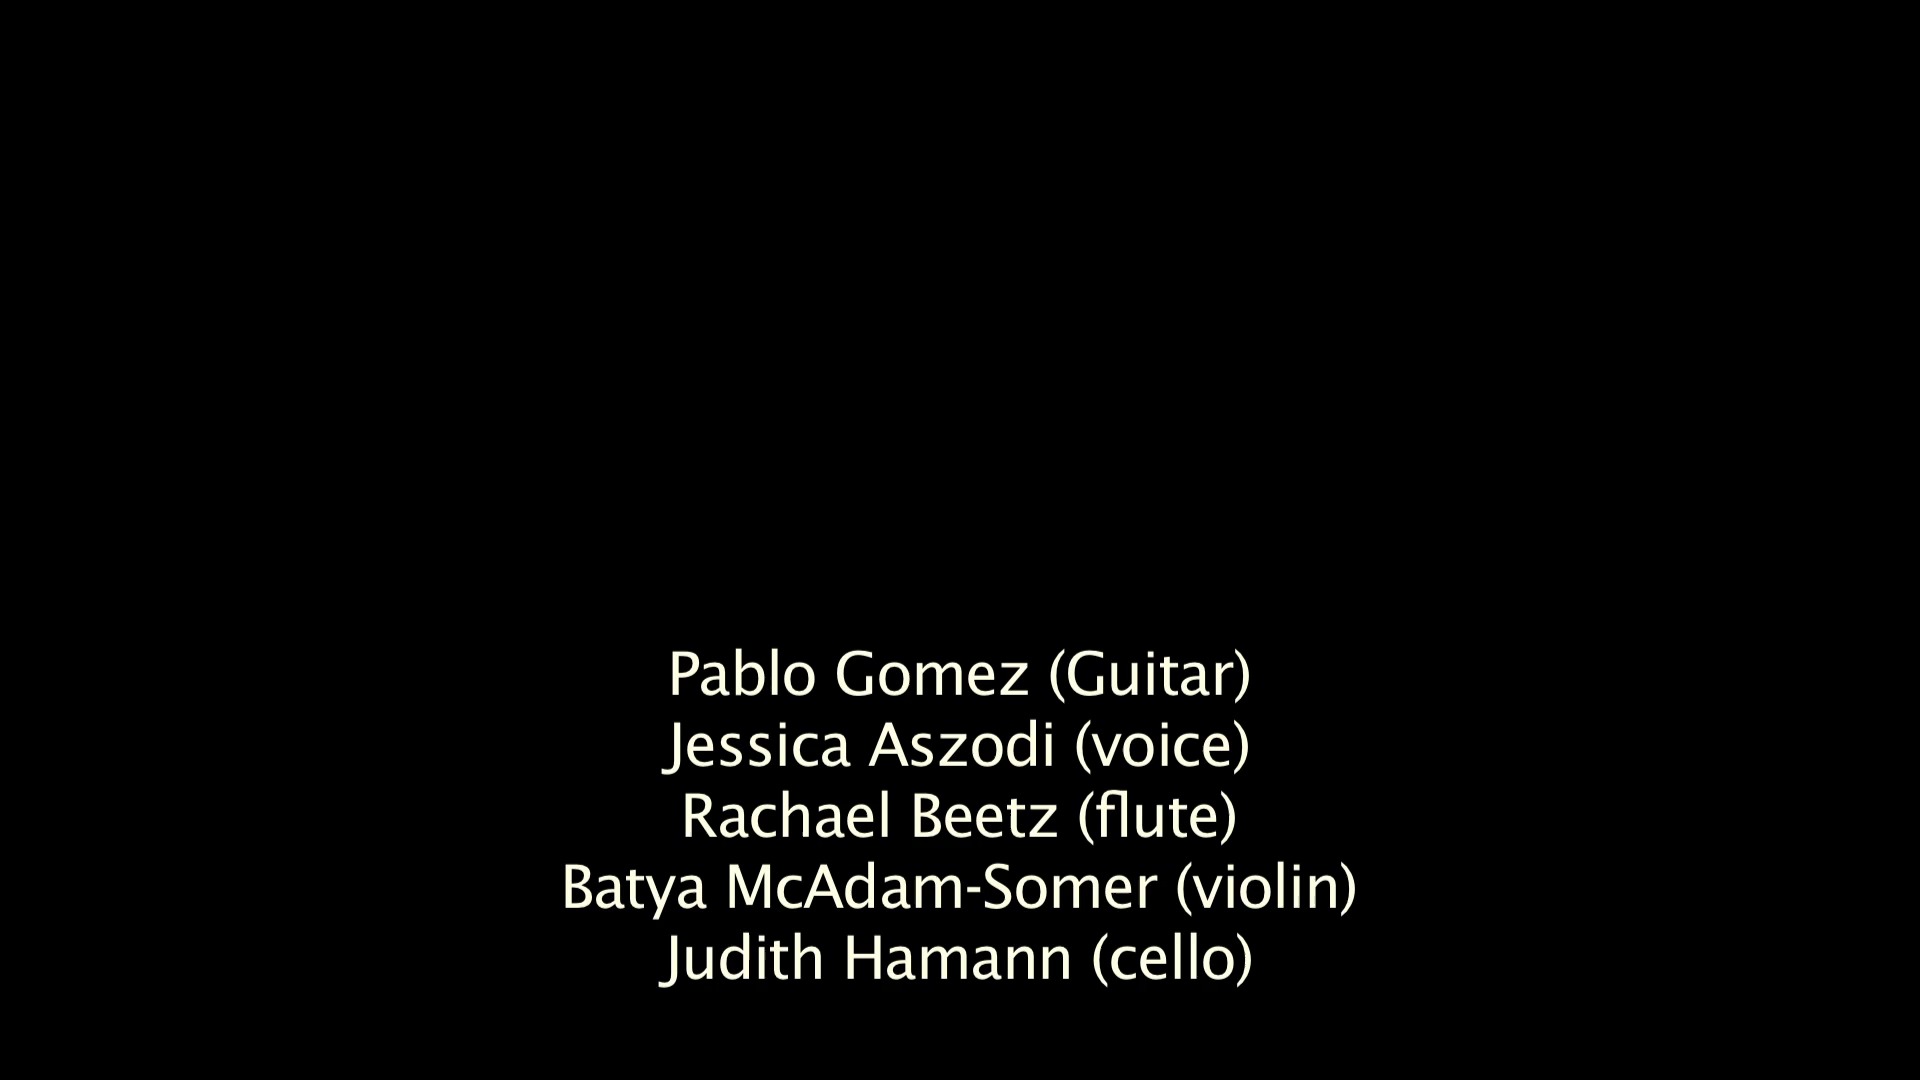 Pablo Gomez (Guitar)
Jessica Aszodi (voice)
Rachael Beetz (flute)
Batya McAdam-Somer (violin)
Judith Hamann (cello)